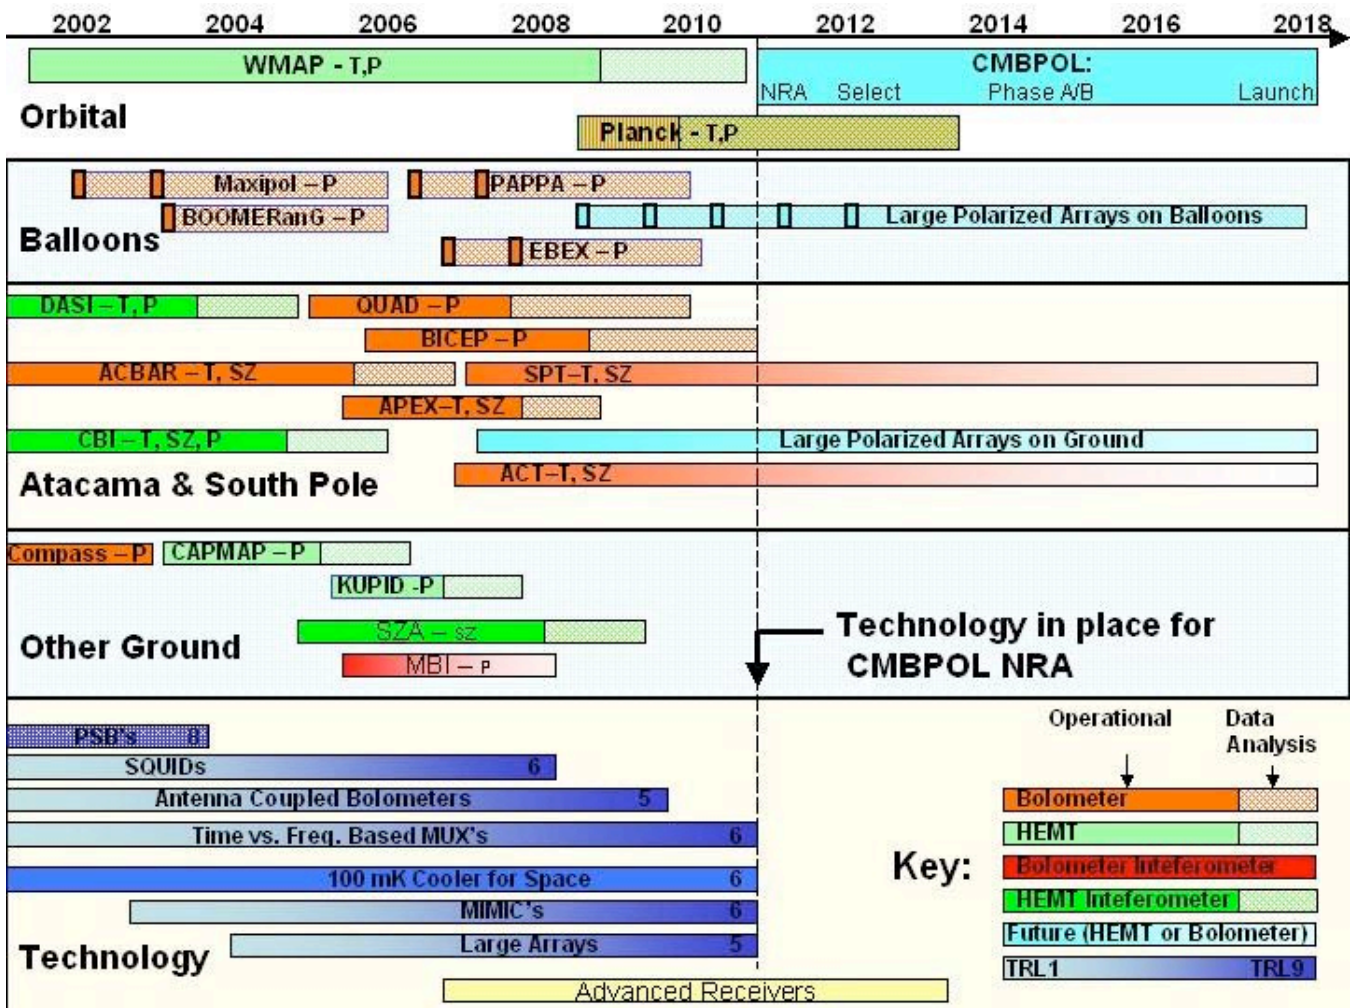 2002 2004 2006 2008 2010 2012 2014 2016 2018
WMAP - T,P
CMBPOL:
NRA Select Phase A/B Launch
Orbital
Planck - T,P
Maxipol – P
PAPPA – P
BOOMERanG – P
Large Polarized Arrays on Balloons
Balloons
EBEX – P
DASI – T, P
QUAD – P
BICEP – P
ACBAR – T, SZ
SPT–T, SZ
APEX–T, SZ
CBI – T, SZ, P
Large Polarized Arrays on Ground
ACT–T, SZ
Atacama & South Pole
Compass – P
CAPMAP – P
KUPID -P
SZA – sz
Other Ground
MBI – P
Technology in place for
CMBPOL NRA
PSB's 8
SQUIDs 6
Antenna Coupled Bolometers 5
Time vs. Freq. Based MUX's 6
100 mK Cooler for Space 6
MIMIC's 6
Large Arrays 5
Technology
Advanced Receivers
Operational
Data
Analysis
Key:
Bolometer
HEMT
Bolometer Inteferometer
HEMT Inteferometer
Future (HEMT or Bolometer)
TRL1 TRL9